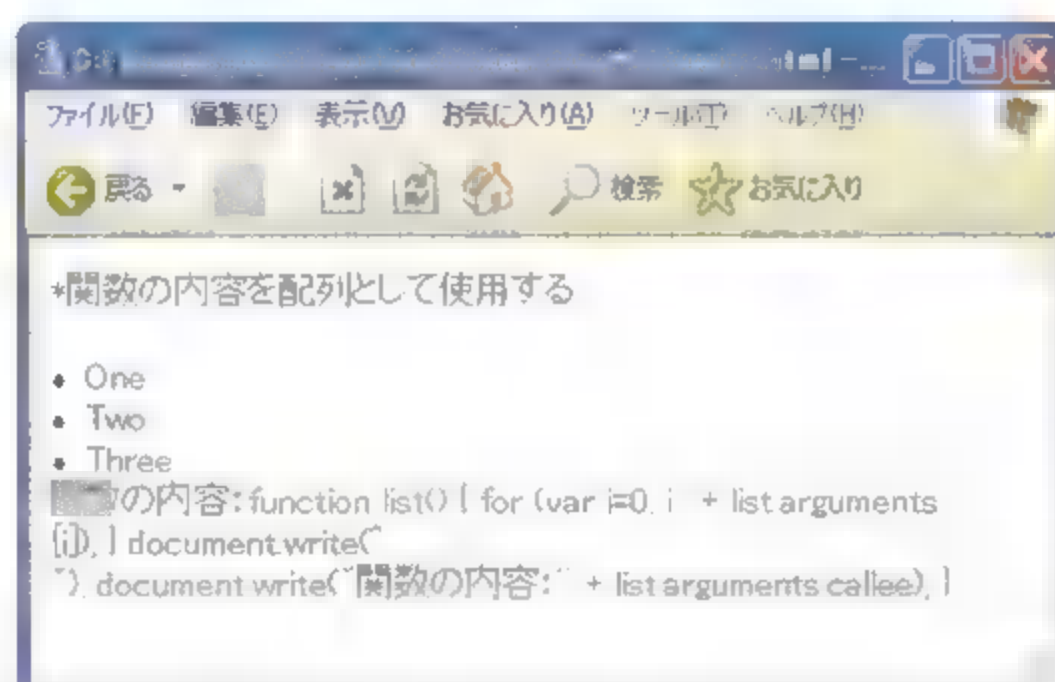 ファイル(F) 編集(E) 表示(V) お気に入り(A) ツール(T) ヘルプ(H)
戻る 検索 お気に入り
*関数の内容を配列として使用する
• One
• Two
• Three
の内容: function list() { for (var i=0, i + list.arguments
[i]), } document.write("
"), document.write("関数の内容:" + list.arguments.callee), }